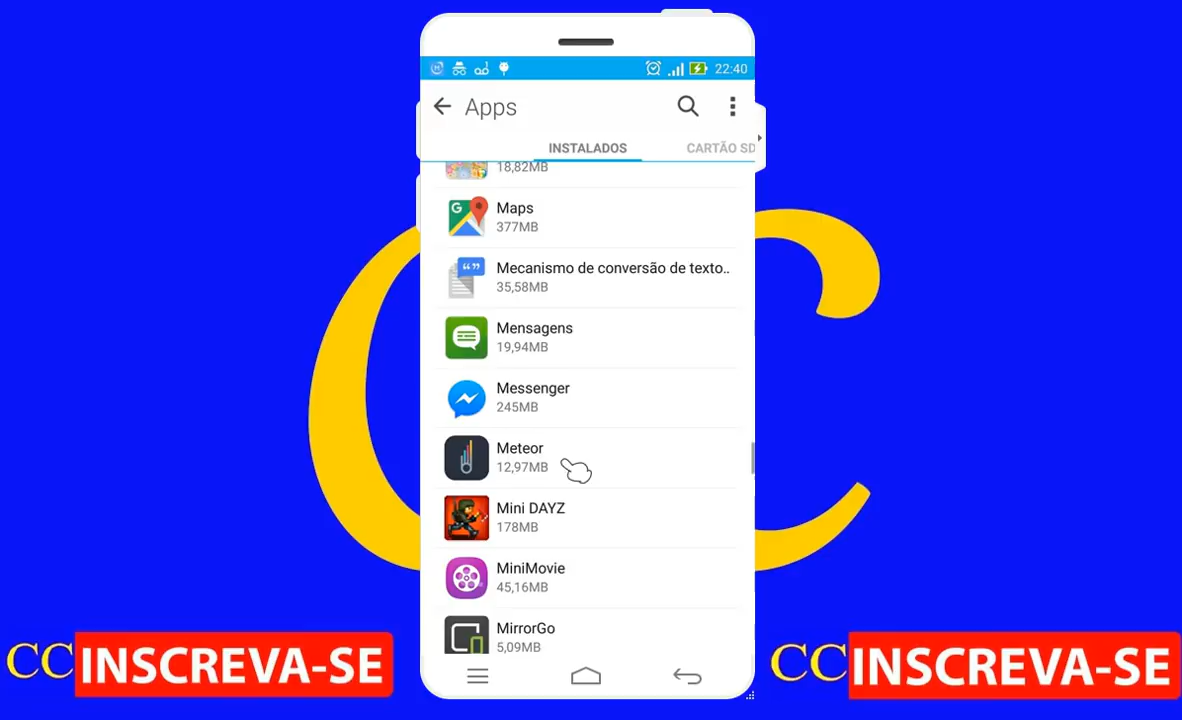 22:40
Apps
INSTALADOS
CARTÃO SD
18,82MB
G
Maps
377MB
Mecanismo de conversão de texto..
35,58MB
Mensagens
19,94MB
Messenger
245MB
Meteor
12,97MB
Mini DAYZ
178MB
MiniMovie
45,16MB
MirrorGo
5,09MB
CC INSCREVA-SE
CC INSCREVA-SE